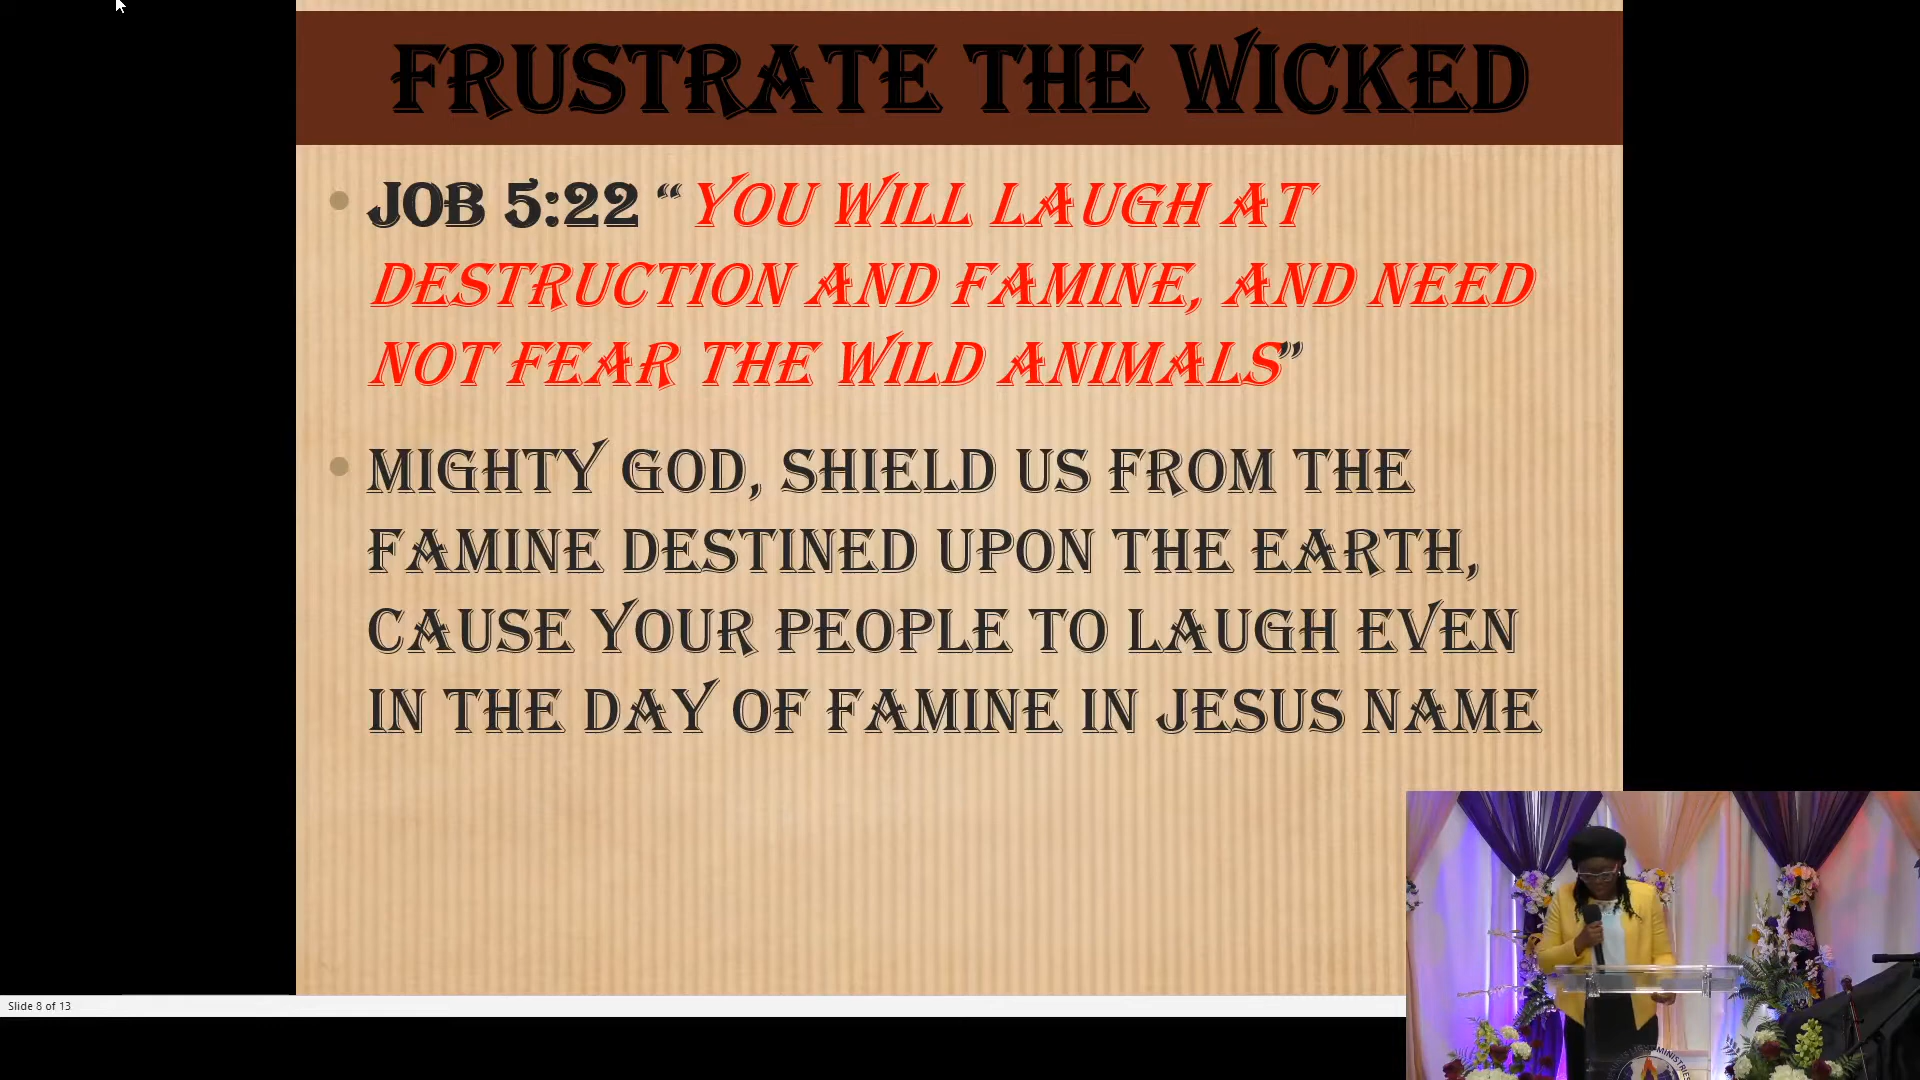 FRUSTRATE THE WICKED
JOB 5:22 “YOU WILL LAUGH AT
DESTRUCTION AND FAMINE, AND NEED
NOT FEAR THE WILD ANIMALS”
MIGHTY GOD, SHIELD US FROM THE
FAMINE DESTINED UPON THE EARTH,
CAUSE YOUR PEOPLE TO LAUGH EVEN
IN THE DAY OF FAMINE IN JESUS NAME
Slide 8 of 13
LIGHT MINISTRIES